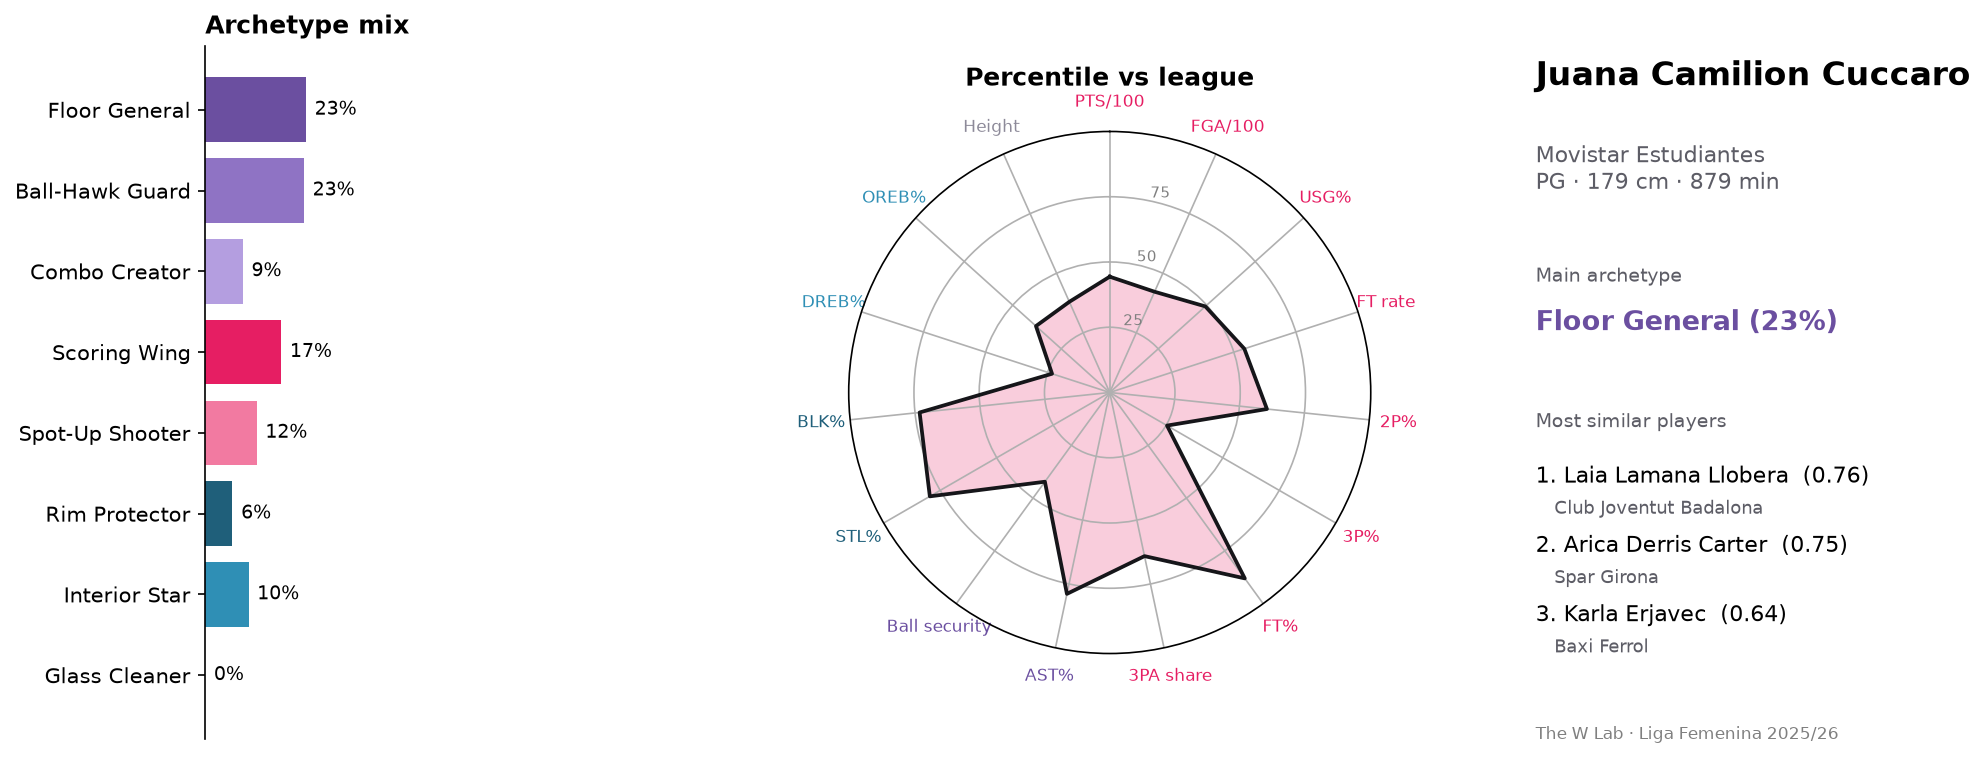 Archetype mix
Floor General 23%
Ball-Hawk Guard 23%
Combo Creator 9%
Scoring Wing 17%
Spot-Up Shooter 12%
Rim Protector 6%
Interior Star 10%
Glass Cleaner 0%
Percentile vs league
PTS/100
FGA/100
USG%
FT rate
2P%
3P%
FT%
3PA share
AST%
Ball security
STL%
BLK%
DREB%
OREB%
Height
75
50
25
Juana Camilion Cuccaro
Movistar Estudiantes
PG · 179 cm · 879 min
Main archetype
Floor General (23%)
Most similar players
1. Laia Lamana Llobera (0.76)
Club Joventut Badalona
2. Arica Derris Carter (0.75)
Spar Girona
3. Karla Erjavec (0.64)
Baxi Ferrol
The W Lab · Liga Femenina 2025/26